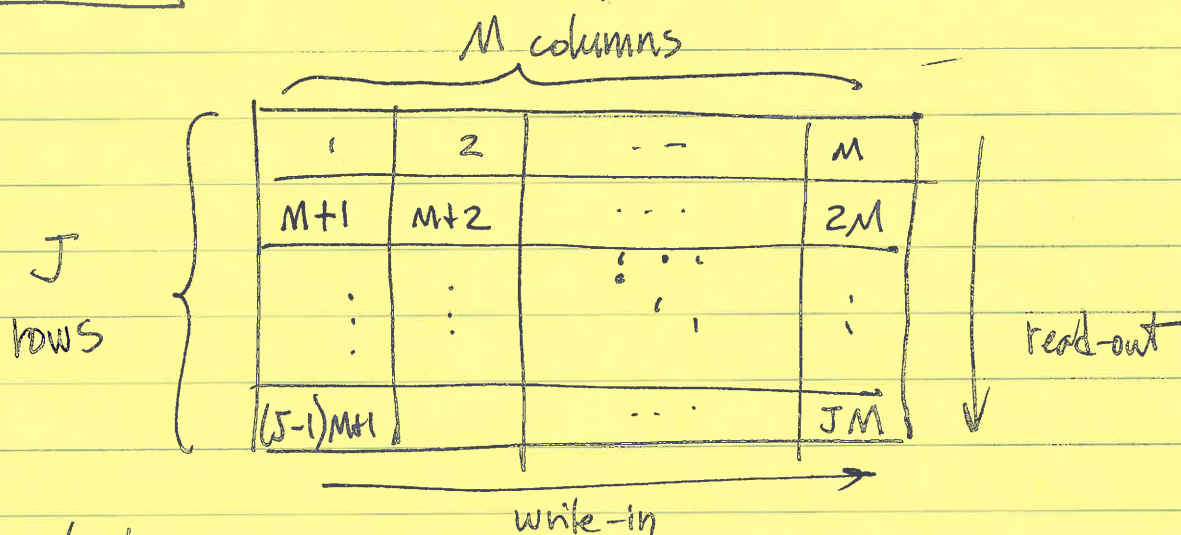 M columns
1 2 - - M
M+1 M+2 - - - 2M
J
rows
read-out
(J-1)M+1 - - - JM
write-in